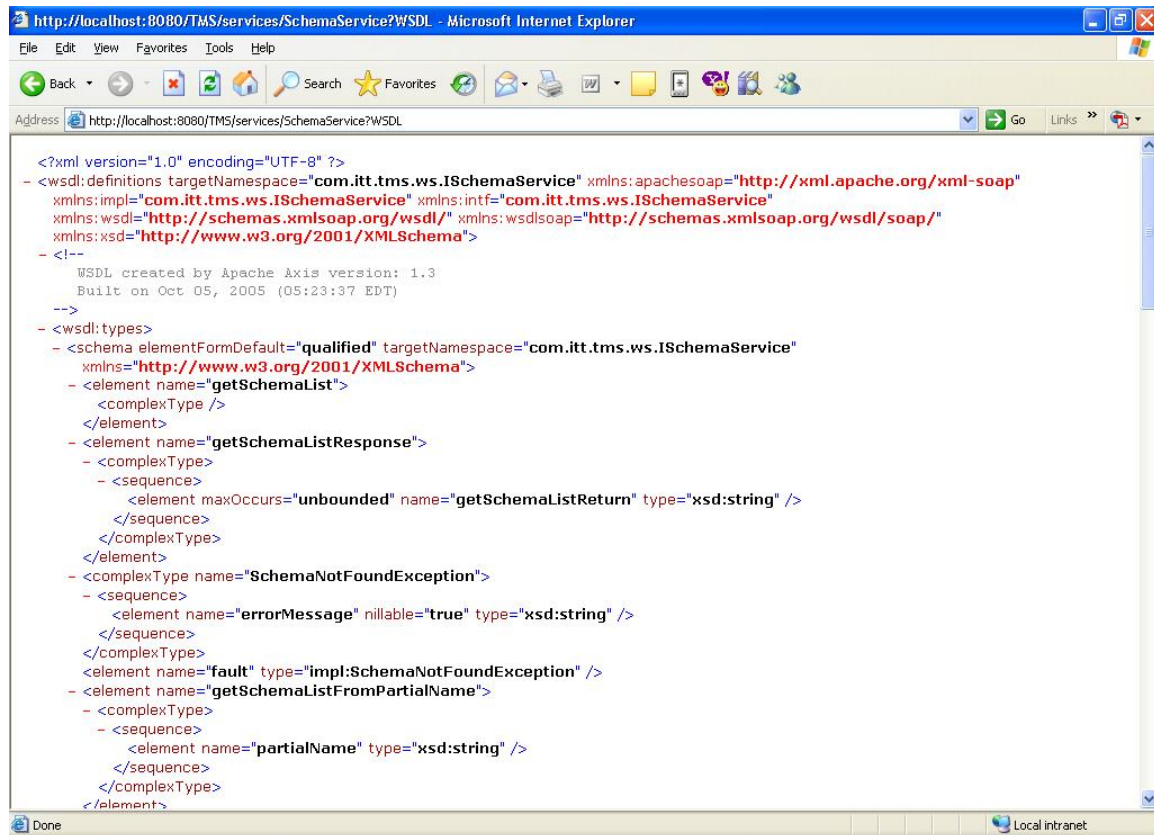 http://localhost:8080/TMS/services/SchemaService?WSDL - Microsoft Internet Explorer
File Edit View Favorites Tools Help
Back Search Favorites
Address http://localhost:8080/TMS/services/SchemaService?WSDL Go Links »
<?xml version="1.0" encoding="UTF-8" ?>
- <wsdl:definitions targetNamespace="com.itt.tms.ws.ISchemaService" xmlns:apachesoap="http://xml.apache.org/xml-soap"
xmlns:impl="com.itt.tms.ws.ISchemaService" xmlns:intf="com.itt.tms.ws.ISchemaService"
xmlns:wsdl="http://schemas.xmlsoap.org/wsdl/" xmlns:wsdlsoap="http://schemas.xmlsoap.org/wsdl/soap/"
xmlns:xsd="http://www.w3.org/2001/XMLSchema">
- <!--
WSDL created by Apache Axis version: 1.3
Built on Oct 05, 2005 (05:23:37 EDT)
-->
- <wsdl:types>
- <schema elementFormDefault="qualified" targetNamespace="com.itt.tms.ws.ISchemaService"
xmlns="http://www.w3.org/2001/XMLSchema">
- <element name="getSchemaList">
<complexType />
</element>
- <element name="getSchemaListResponse">
- <complexType>
- <sequence>
<element maxOccurs="unbounded" name="getSchemaListReturn" type="xsd:string" />
</sequence>
</complexType>
</element>
- <complexType name="SchemaNotFoundException">
- <sequence>
<element name="errorMessage" nillable="true" type="xsd:string" />
</sequence>
</complexType>
<element name="fault" type="impl:SchemaNotFoundException" />
- <element name="getSchemaListFromPartialName">
- <complexType>
- <sequence>
<element name="partialName" type="xsd:string" />
</sequence>
</complexType>
</element>
Done Local intranet